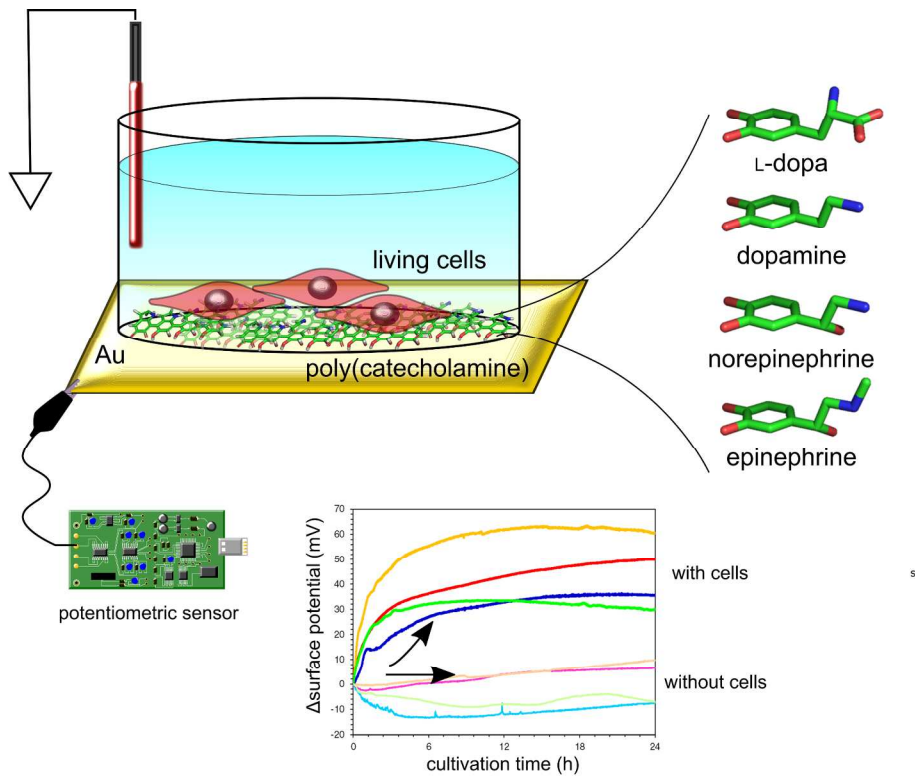 L-dopa
living cells
dopamine
Au
poly(catecholamine)
norepinephrine
epinephrine
potentiometric sensor
Δsurface potential (mV)
70
60
50
40
30
20
10
0
-10
-20
0
6
12
18
24
cultivation time (h)
with cells
without cells
s